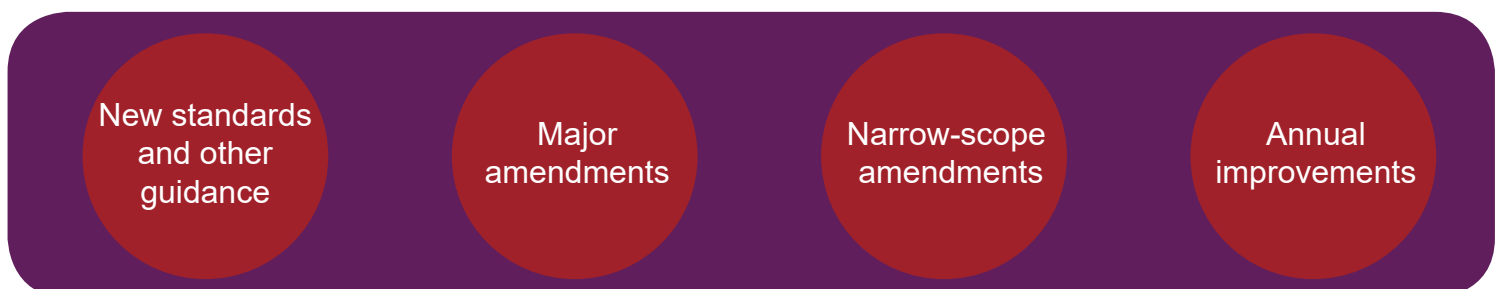 New standards
and other
guidance
Major
amendments
Narrow-scope
amendments
Annual
improvements